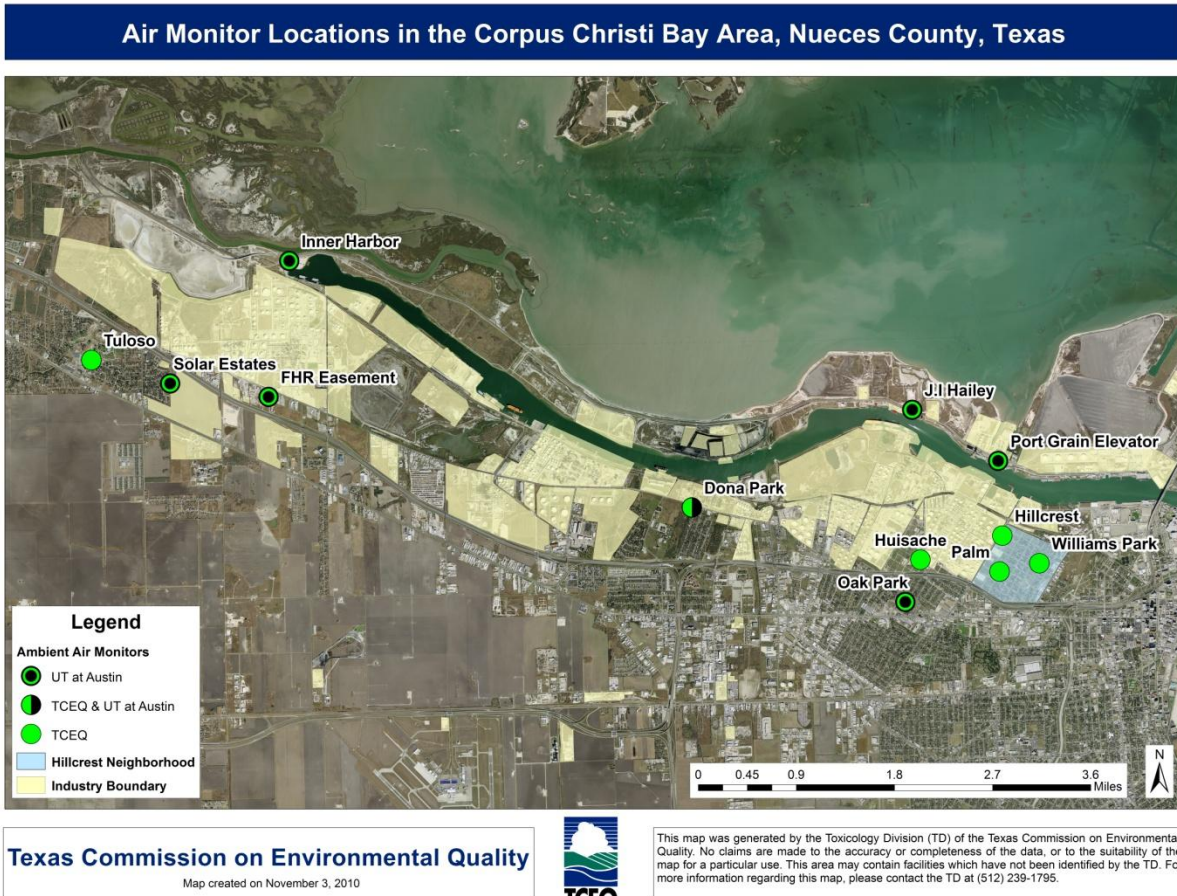 Air Monitor Locations in the Corpus Christi Bay Area, Nueces County, Texas
Inner Harbor
Tuloso
Solar Estates
FHR Easement
J.I Hailey
Port Grain Elevator
Dona Park
Hillcrest
Huisache
Palm
Williams Park
Oak Park
Legend
Ambient Air Monitors
UT at Austin
TCEQ & UT at Austin
TCEQ
Hillcrest Neighborhood
Industry Boundary
N
0 0.45 0.9 1.8 2.7 3.6
Miles
Texas Commission on Environmental Quality
Map created on November 3, 2010
TCEQ
This map was generated by the Toxicology Division (TD) of the Texas Commission on Environmental
Quality. No claims are made to the accuracy or completeness of the data, or to the suitability of the
map for a particular use. This area may contain facilities which have not been identified by the TD. Fo
more information regarding this map, please contact the TD at (512) 239-1795.